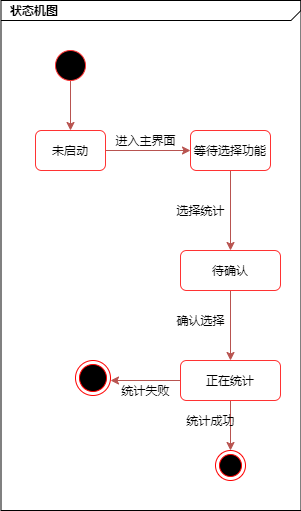 状态机图
进入主界面
未启动
等待选择功能
选择统计
待确认
确认选择
正在统计
统计失败
统计成功